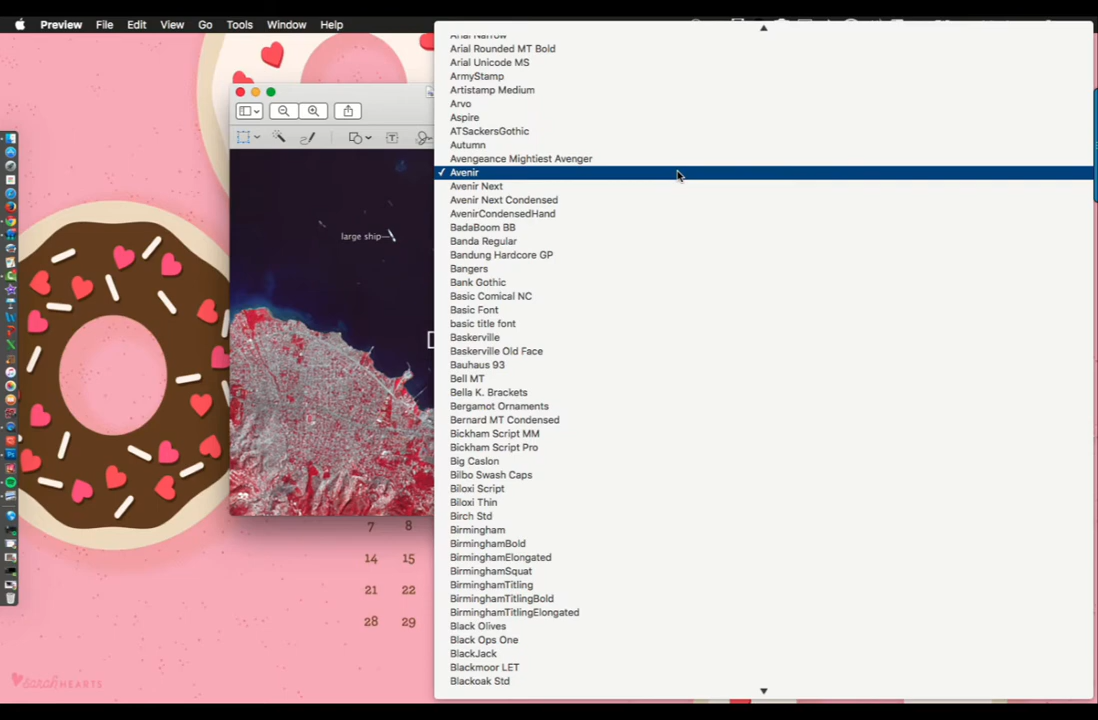 Preview File Edit View Go Tools Window Help
Arial Narrow
Arial Rounded MT Bold
Arial Unicode MS
ArmyStamp
Artistamp Medium
Arvo
Aspire
ATSackersGothic
Autumn
Avengeance Mightiest Avenger
✓ Avenir
Avenir Next
Avenir Next Condensed
AvenirCondensedHand
BadaBoom BB
Banda Regular
Bandung Hardcore GP
Bangers
Bank Gothic
Basic Comical NC
Basic Font
basic title font
Baskerville
Baskerville Old Face
Bauhaus 93
Bell MT
Bella K. Brackets
Bergamot Ornaments
Bernard MT Condensed
Bickham Script MM
Bickham Script Pro
Big Caslon
Bilbo Swash Caps
Biloxi Script
Biloxi Thin
Birch Std
Birmingham
BirminghamBold
BirminghamElongated
BirminghamSquat
BirminghamTitling
BirminghamTitlingBold
BirminghamTitlingElongated
Black Olives
Black Ops One
BlackJack
Blackmoor LET
Blackoak Std
T
large ship
7 8
14 15
21 22
28 29
sarah HEARTS